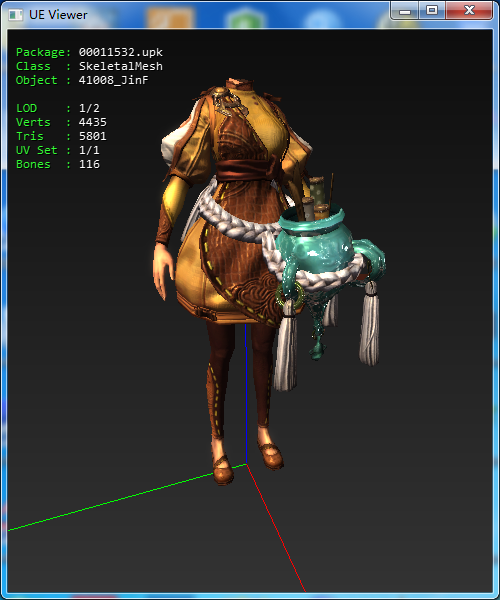 UE Viewer
Package: 00011532.upk
Class  : SkeletalMesh
Object : 41008_JinF
LOD    : 1/2
Verts  : 4435
Tris   : 5801
UV Set : 1/1
Bones  : 116